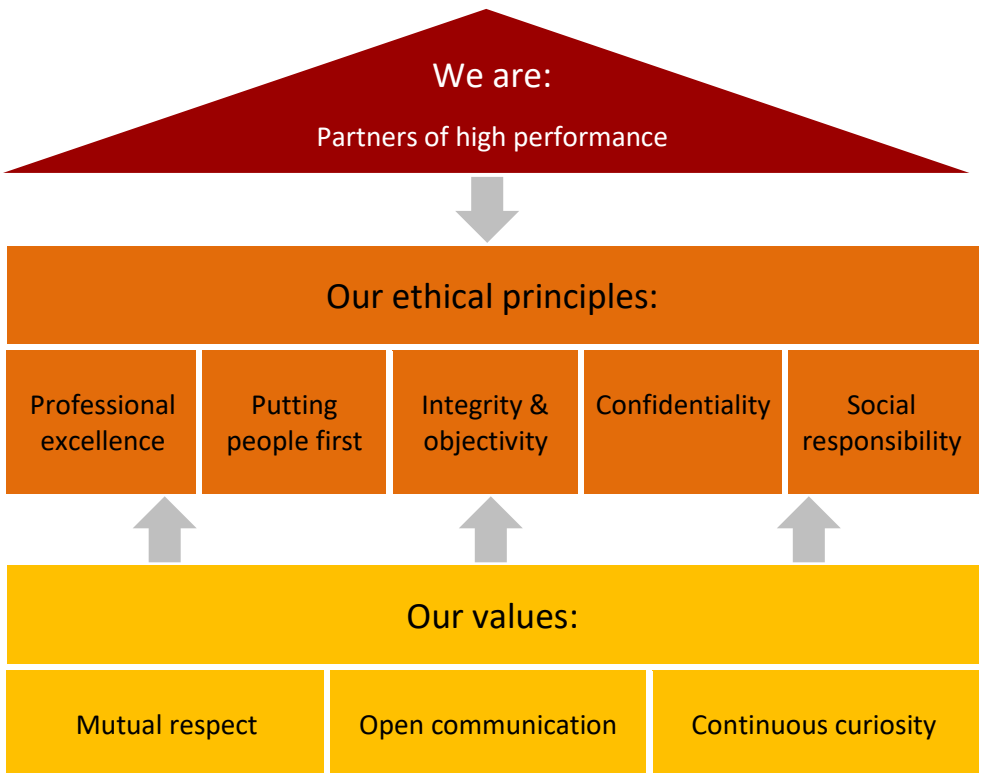 We are:
Partners of high performance
Our ethical principles:
Professional
excellence
Putting
people first
Integrity &
objectivity
Confidentiality
Social
responsibility
Our values:
Mutual respect
Open communication
Continuous curiosity